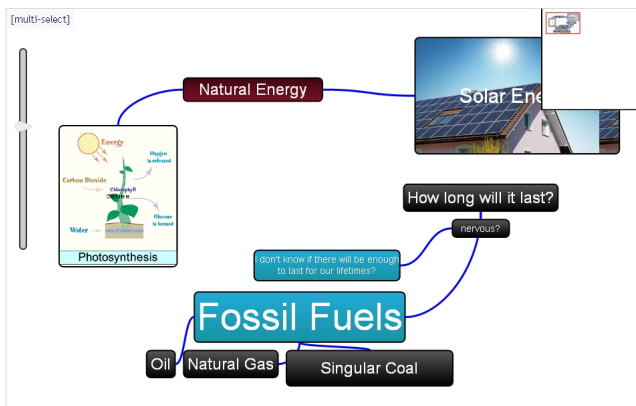 [multi-select]
Natural Energy
Solar Ene
Energy
Oxygen
is released
Carbon Dioxide
Chlorophyll
Water
Glucose
is formed
Photosynthesis
How long will it last?
nervous?
I don't know if there will be enough
to last for our lifetimes?
Fossil Fuels
Oil
Natural Gas
Singular Coal